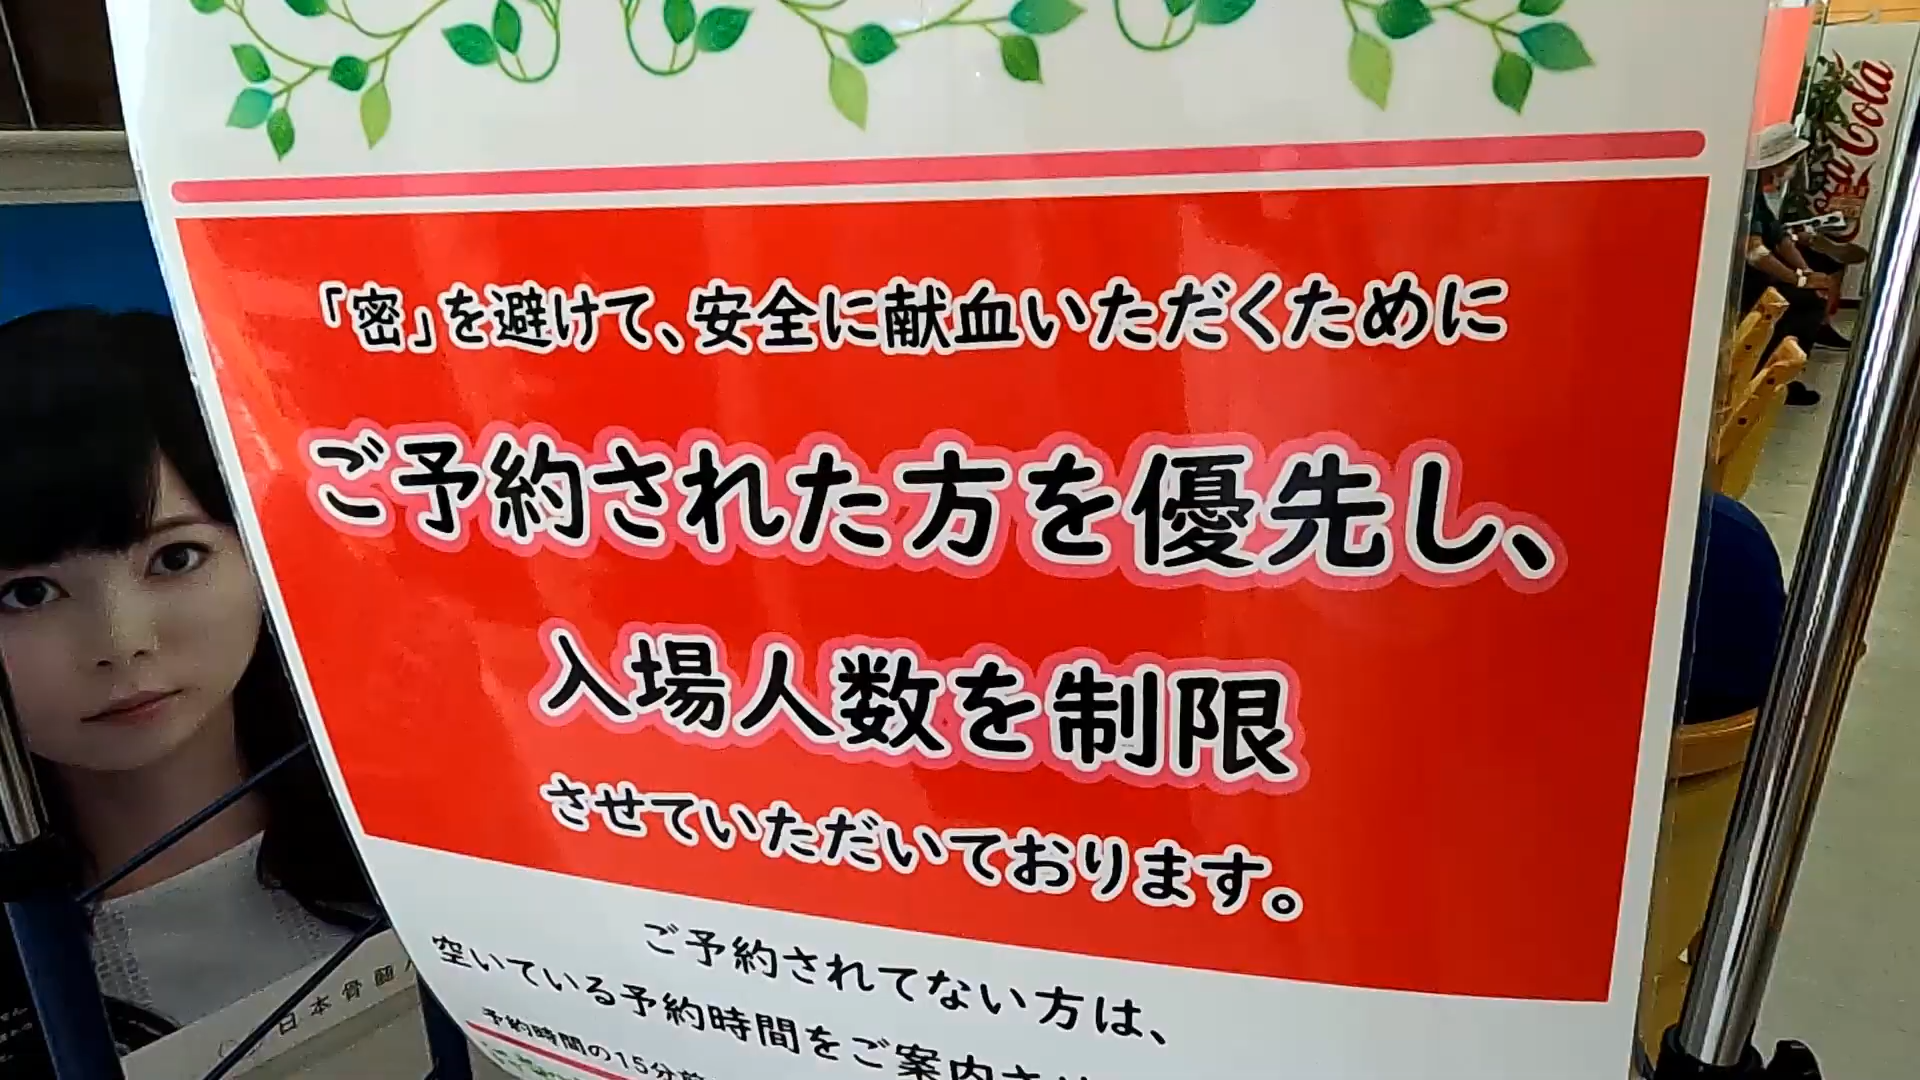 「密」を避けて、安全に献血いただくために
ご予約された方を優先し、
入場人数を制限
させていただいております。
ご予約されてない方は、
空いている予約時間をご案内させ
予約時間の15分前
日本骨髄
Coca Cola